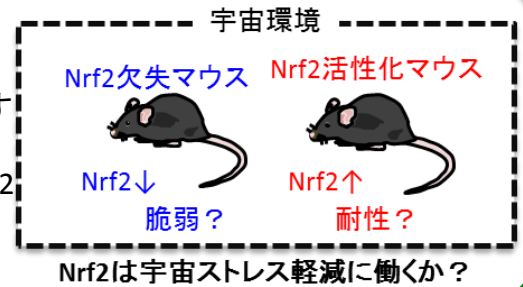 宇宙環境
Nrf2欠失マウス
Nrf2活性化マウス
す
2
Nrf2↓
Nrf2↑
脆弱？
耐性？
Nrf2は宇宙ストレス軽減に働くか？